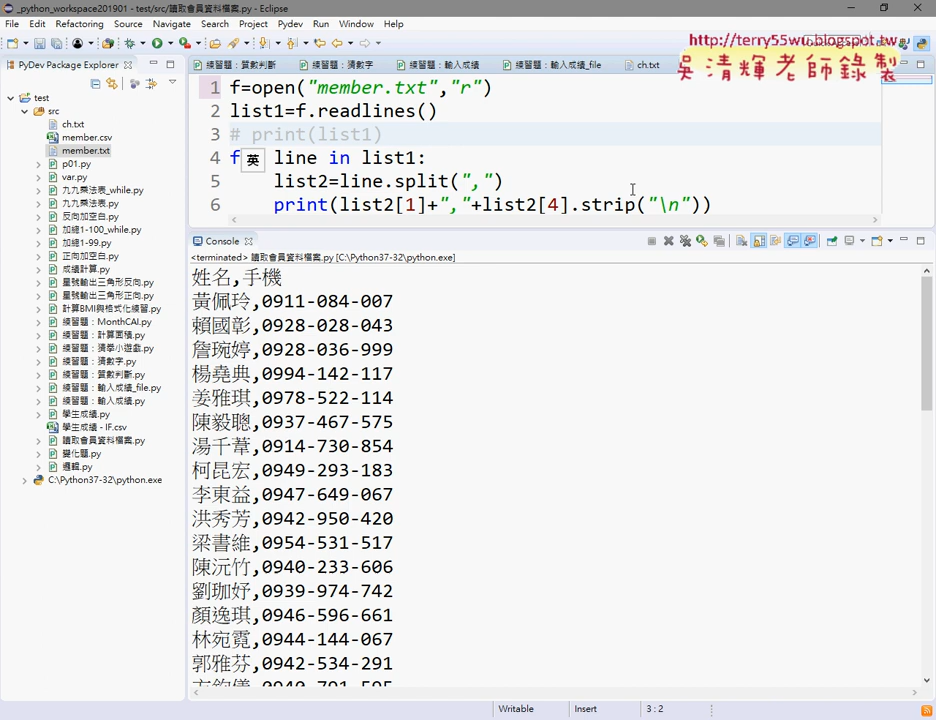 _python_workspace201901 - test/src/讀取會員資料檔案.py - Eclipse
File Edit Refactoring Source Navigate Search Project Pydev Run Window Help
http://terry55wu.blogspot.tw
吳清輝老師錄製
PyDev Package Explorer
練習題：質數判斷 練習題：猜數字 練習題：輸入成績 練習題：輸入成績_file ch.txt
test
src
ch.txt
member.csv
member.txt
p01.py
var.py
九九乘法表_while.py
九九乘法表.py
反向加空白.py
加總1-100_while.py
加總1-99.py
正向加空白.py
成績計算.py
星號輸出三角形反向.py
星號輸出三角形正向.py
計算BMI與格式化練習.py
練習題：MonthCAl.py
練習題：計算面積.py
練習題：猜拳小遊戲.py
練習題：猜數字.py
練習題：質數判斷.py
練習題：輸入成績_file.py
練習題：輸入成績.py
學生成績.py
學生成績 - IF.csv
讀取會員資料檔案.py
變化題.py
邏輯.py
C:\Python37-32\python.exe
1 f=open("member.txt","r")
2 list1=f.readlines()
3 # print(list1)
4 f 英 line in list1:
5 list2=line.split(",")
6 print(list2[1]+","+list2[4].strip("\n"))
Console
<terminated> 讀取會員資料檔案.py [C:\Python37-32\python.exe]
姓名,手機
黃佩玲,0911-084-007
賴國彰,0928-028-043
詹琬婷,0928-036-999
楊堯典,0994-142-117
姜雅琪,0978-522-114
陳毅聰,0937-467-575
湯千葦,0914-730-854
柯昆宏,0949-293-183
李東益,0947-649-067
洪秀芳,0942-950-420
梁書維,0954-531-517
陳沅竹,0940-233-606
劉珈妤,0939-974-742
顏逸琪,0946-596-661
林宛霓,0944-144-067
郭雅芬,0942-534-291
Writable Insert 3 : 2